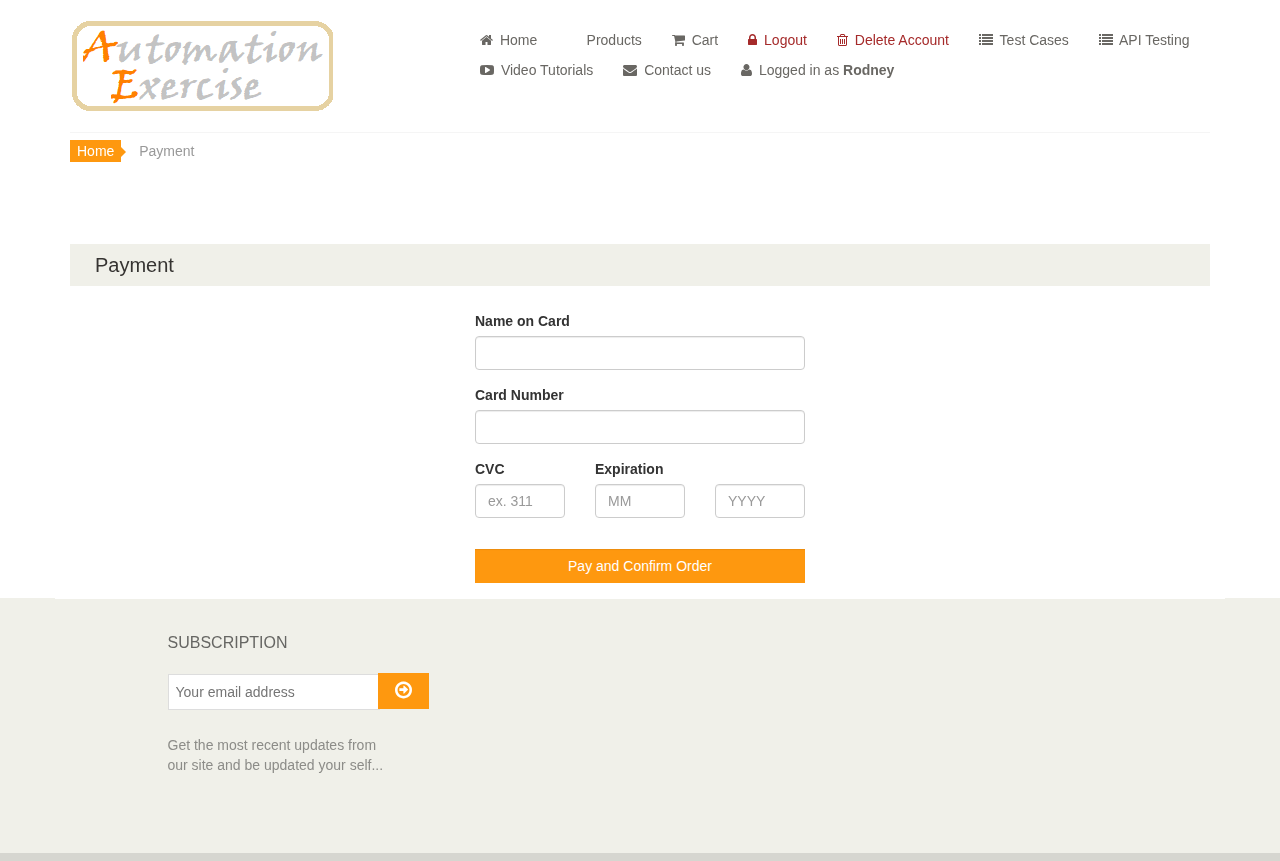 Automation
Exercise
Home Products Cart Logout Delete Account Test Cases API Testing
Video Tutorials Contact us Logged in as Rodney
Home Payment
Payment
Name on Card
Card Number
CVC Expiration
ex. 311 MM YYYY
Pay and Confirm Order
SUBSCRIPTION
Your email address
Get the most recent updates from
our site and be updated your self...